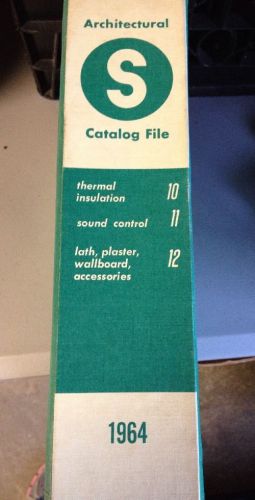 Architectural
S
Catalog File
thermal
insulation 10
sound control 11
lath, plaster,
wallboard, 12
accessories
1964